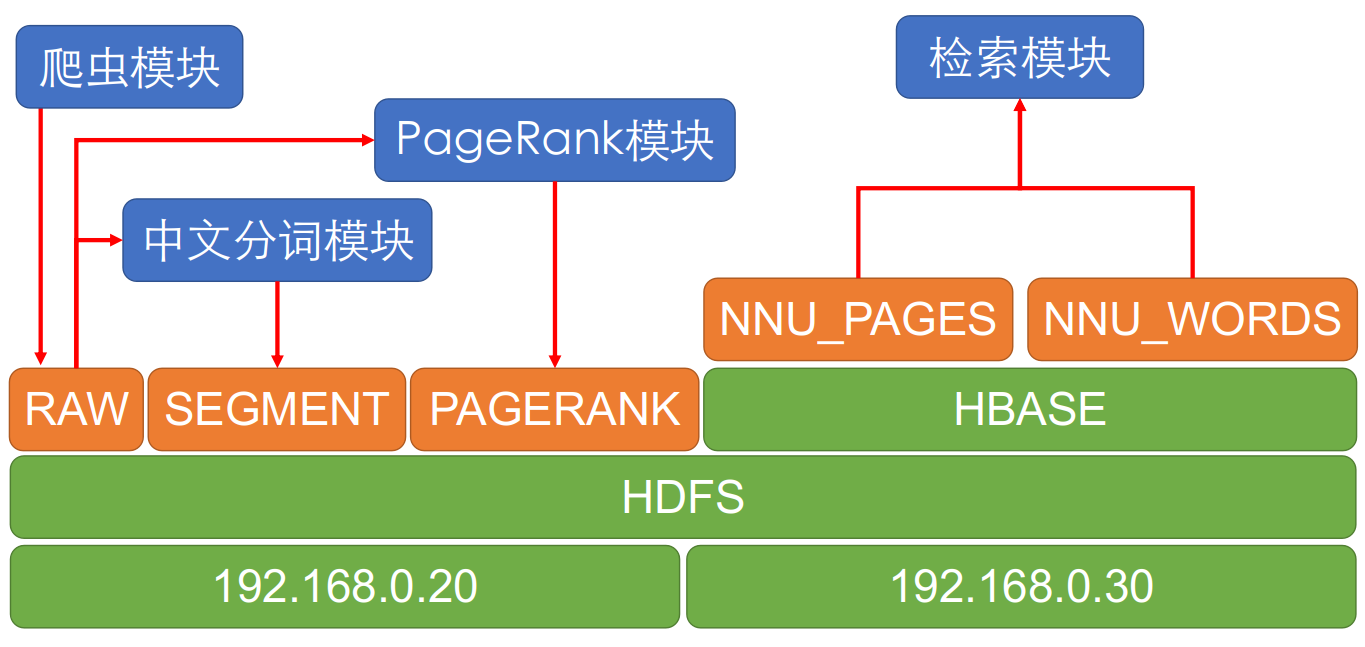 爬虫模块
检索模块
PageRank模块
中文分词模块
NNU_PAGES
NNU_WORDS
RAW
SEGMENT
PAGERANK
HBASE
HDFS
192.168.0.20
192.168.0.30